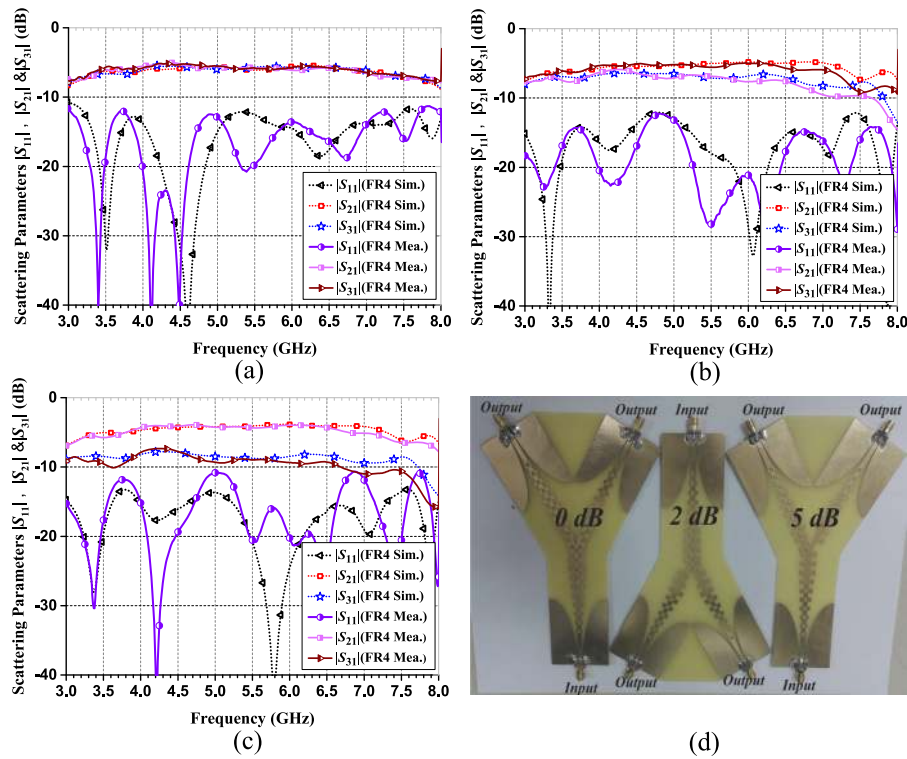 Scattering Parameters |S11|, |S21| &|S31| (dB)
0
-10
-20
-30
-40
|S11|(FR4 Sim.)
|S21|(FR4 Sim.)
|S31|(FR4 Sim.)
|S11|(FR4 Mea.)
|S21|(FR4 Mea.)
|S31|(FR4 Mea.)
3.0 3.5 4.0 4.5 5.0 5.5 6.0 6.5 7.0 7.5 8.0
Frequency (GHz)
(a)
Scattering Parameters |S11|, |S21| &|S31| (dB)
0
-10
-20
-30
-40
|S11|(FR4 Sim.)
|S21|(FR4 Sim.)
|S31|(FR4 Sim.)
|S11|(FR4 Mea.)
|S21|(FR4 Mea.)
|S31|(FR4 Mea.)
3.0 3.5 4.0 4.5 5.0 5.5 6.0 6.5 7.0 7.5 8.0
Frequency (GHz)
(b)
Scattering Parameters |S11|, |S21| &|S31| (dB)
0
-10
-20
-30
-40
|S11|(FR4 Sim.)
|S21|(FR4 Sim.)
|S31|(FR4 Sim.)
|S11|(FR4 Mea.)
|S21|(FR4 Mea.)
|S31|(FR4 Mea.)
3.0 3.5 4.0 4.5 5.0 5.5 6.0 6.5 7.0 7.5 8.0
Frequency (GHz)
(c)
Output Output Input Output Output
0 dB 2 dB 5 dB
Input Output Output Input
(d)